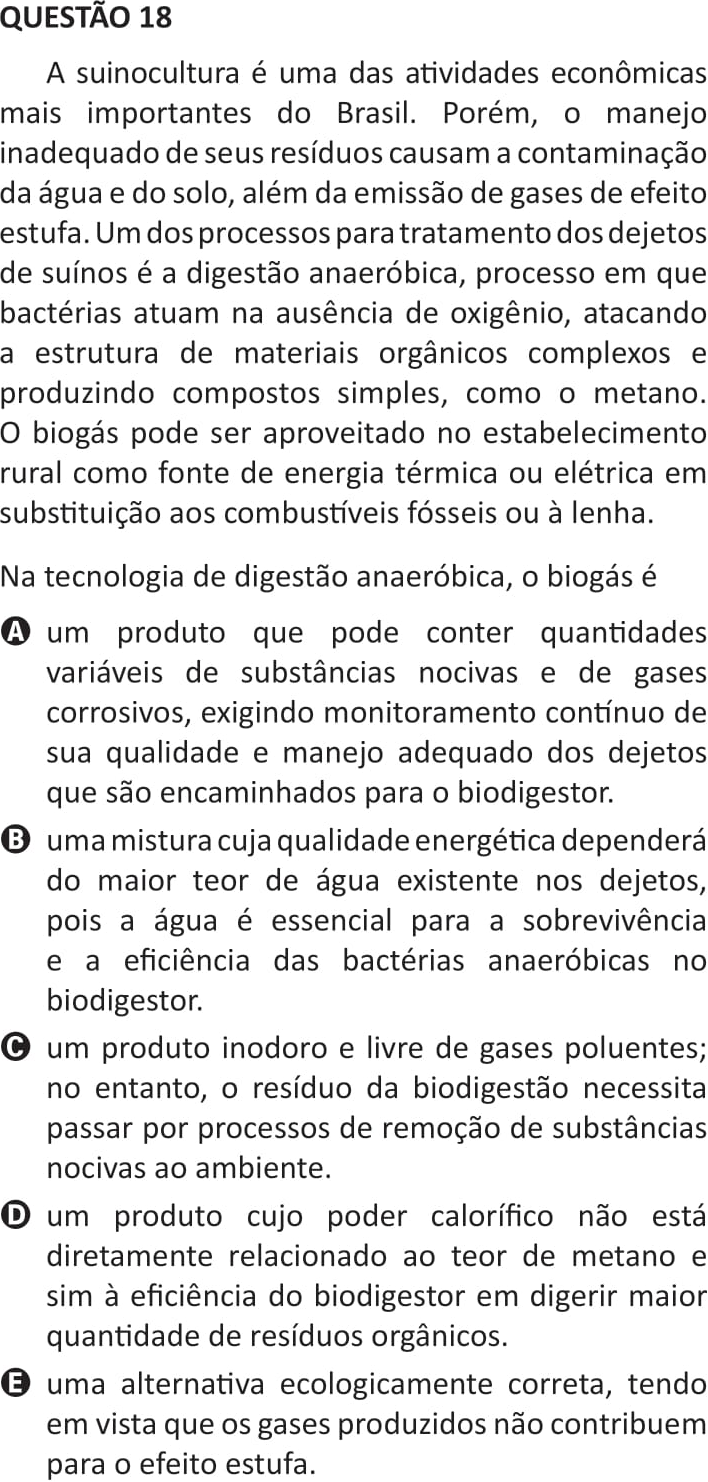 QUESTÃO 18
A suinocultura é uma das atividades econômicas
mais importantes do Brasil. Porém, o manejo
inadequado de seus resíduos causam a contaminação
da água e do solo, além da emissão de gases de efeito
estufa. Um dos processos para tratamento dos dejetos
de suínos é a digestão anaeróbica, processo em que
bactérias atuam na ausência de oxigênio, atacando
a estrutura de materiais orgânicos complexos e
produzindo compostos simples, como o metano.
O biogás pode ser aproveitado no estabelecimento
rural como fonte de energia térmica ou elétrica em
substituição aos combustíveis fósseis ou à lenha.
Na tecnologia de digestão anaeróbica, o biogás é
A um produto que pode conter quantidades
variáveis de substâncias nocivas e de gases
corrosivos, exigindo monitoramento contínuo de
sua qualidade e manejo adequado dos dejetos
que são encaminhados para o biodigestor.
B uma mistura cuja qualidade energética dependerá
do maior teor de água existente nos dejetos,
pois a água é essencial para a sobrevivência
e a eficiência das bactérias anaeróbicas no
biodigestor.
C um produto inodoro e livre de gases poluentes;
no entanto, o resíduo da biodigestão necessita
passar por processos de remoção de substâncias
nocivas ao ambiente.
D um produto cujo poder calorífico não está
diretamente relacionado ao teor de metano e
sim à eficiência do biodigestor em digerir maior
quantidade de resíduos orgânicos.
E uma alternativa ecologicamente correta, tendo
em vista que os gases produzidos não contribuem
para o efeito estufa.